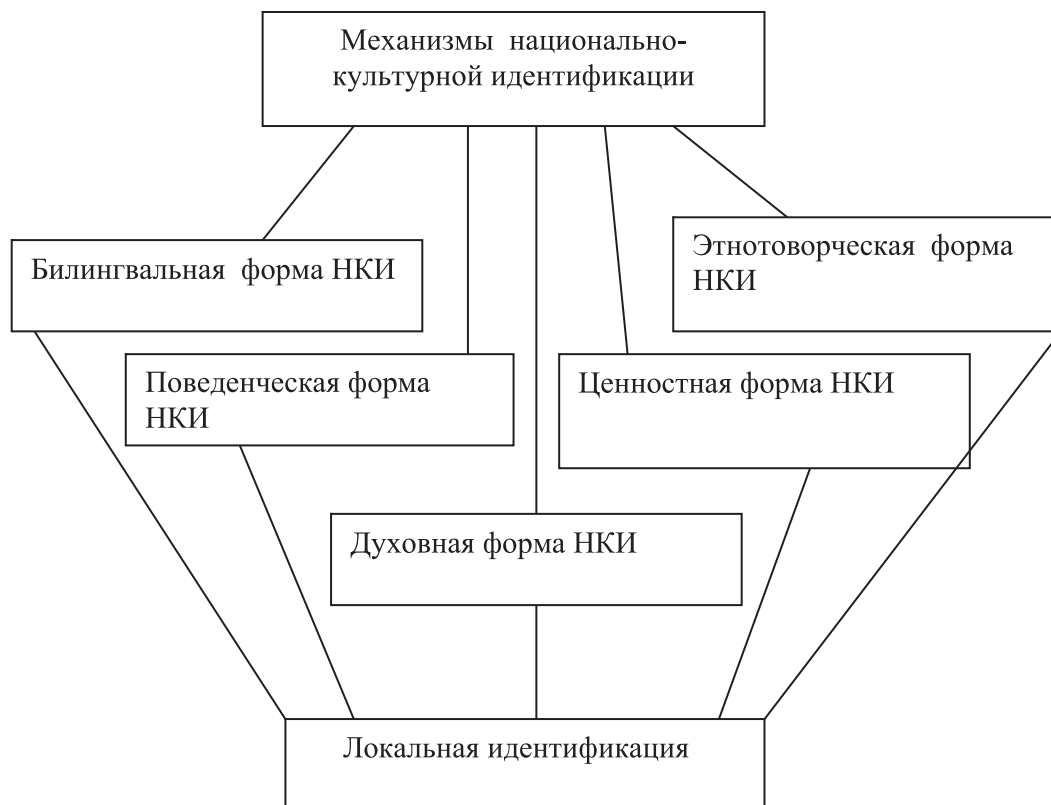 Механизмы национально-
культурной идентификации
Билингвальная форма НКИ
Этнотоворческая форма
НКИ
Поведенческая форма
НКИ
Ценностная форма НКИ
Духовная форма НКИ
Локальная идентификация